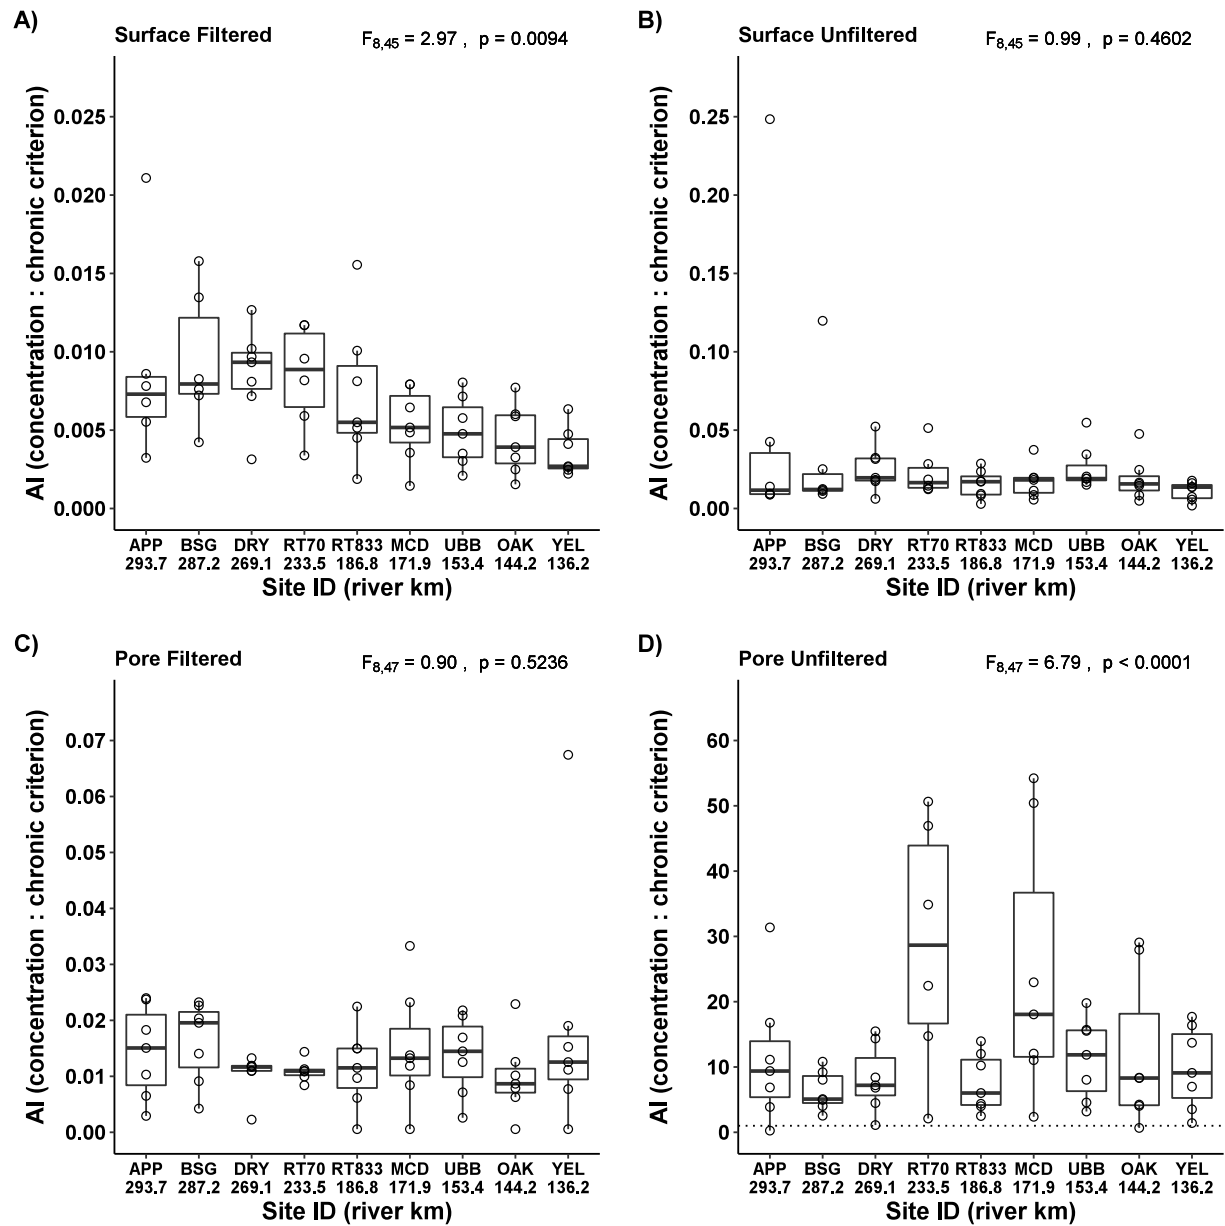 A)
Surface Filtered
F8,45 = 2.97 , p = 0.0094
AI (concentration : chronic criterion)
0.025
0.020
0.015
0.010
0.005
0.000
APP BSG DRY RT70 RT833 MCD UBB OAK YEL
293.7 287.2 269.1 233.5 186.8 171.9 153.4 144.2 136.2
Site ID (river km)
B)
Surface Unfiltered
F8,45 = 0.99 , p = 0.4602
AI (concentration : chronic criterion)
0.25
0.20
0.15
0.10
0.05
0.00
APP BSG DRY RT70 RT833 MCD UBB OAK YEL
293.7 287.2 269.1 233.5 186.8 171.9 153.4 144.2 136.2
Site ID (river km)
C)
Pore Filtered
F8,47 = 0.90 , p = 0.5236
AI (concentration : chronic criterion)
0.07
0.06
0.05
0.04
0.03
0.02
0.01
0.00
APP BSG DRY RT70 RT833 MCD UBB OAK YEL
293.7 287.2 269.1 233.5 186.8 171.9 153.4 144.2 136.2
Site ID (river km)
D)
Pore Unfiltered
F8,47 = 6.79 , p < 0.0001
AI (concentration : chronic criterion)
60
50
40
30
20
10
0
APP BSG DRY RT70 RT833 MCD UBB OAK YEL
293.7 287.2 269.1 233.5 186.8 171.9 153.4 144.2 136.2
Site ID (river km)